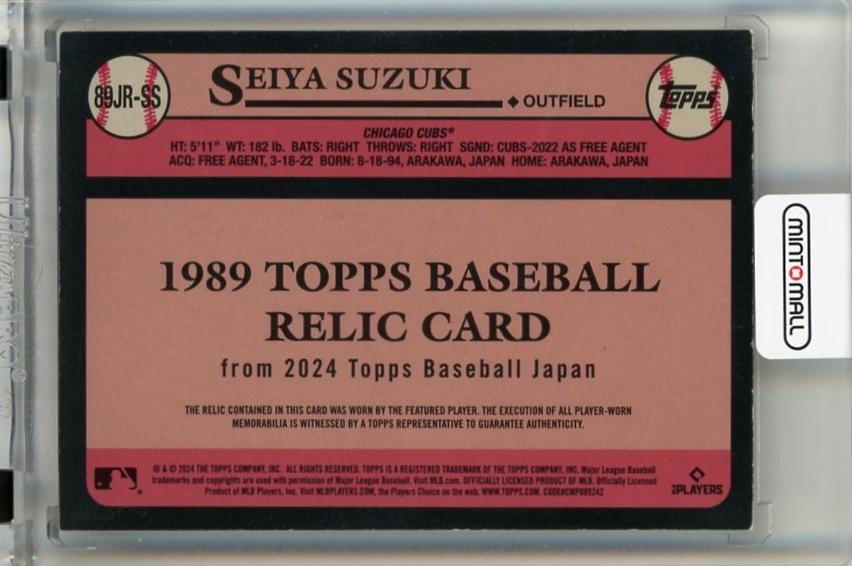 89JR-SS
SEIYA SUZUKI
◆ OUTFIELD
Topps
CHICAGO CUBS®
HT: 5'11" WT: 182 lb. BATS: RIGHT THROWS: RIGHT SGND: CUBS-2022 AS FREE AGENT
ACQ: FREE AGENT, 3-18-22 BORN: 8-18-94, ARAKAWA, JAPAN HOME: ARAKAWA, JAPAN
1989 TOPPS BASEBALL
RELIC CARD
from 2024 Topps Baseball Japan
THE RELIC CONTAINED IN THIS CARD WAS WORN BY THE FEATURED PLAYER. THE EXECUTION OF ALL PLAYER-WORN
MEMORABILIA IS WITNESSED BY A TOPPS REPRESENTATIVE TO GUARANTEE AUTHENTICITY.
® & © 2024 THE TOPPS COMPANY, INC. ALL RIGHTS RESERVED. TOPPS IS A REGISTERED TRADEMARK OF THE TOPPS COMPANY, INC. Major League Baseball
trademarks and copyrights are used with permission of Major League Baseball. Visit MLB.com. OFFICIALLY LICENSED PRODUCT OF MLB. Officially Licensed
Product of MLB Players, Inc. Visit MLBPLAYERS.COM, the Players Choice on the web. WWW.TOPPS.COM. CODE#CMP089242
PLAYERS
MINTOMALL